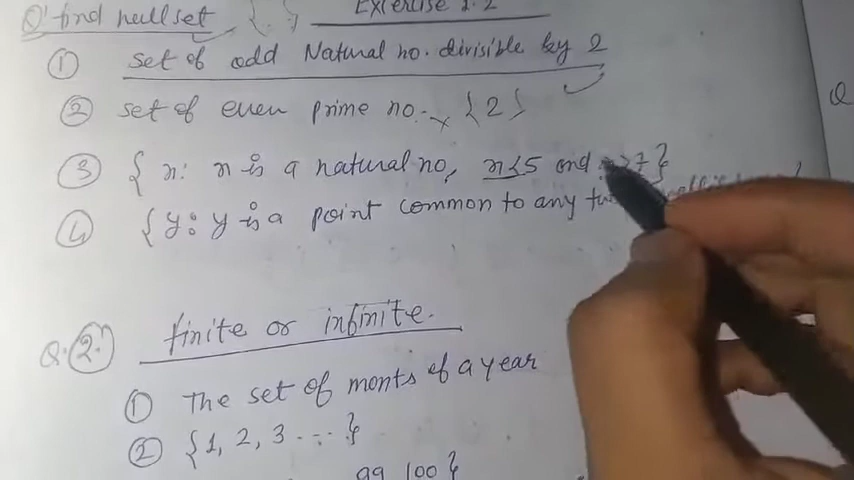 Q1 find null set { } Exercise 1.2
① set of odd Natural no. divisible by 2
② set of even prime no. × {2}
③ { n: n is a natural no, n<5 and >7}
④ {y: y is a point common to any
Q.②. finite or infinite.
① The set of monts of a year
② {1, 2, 3 ... }
99 100}
Q